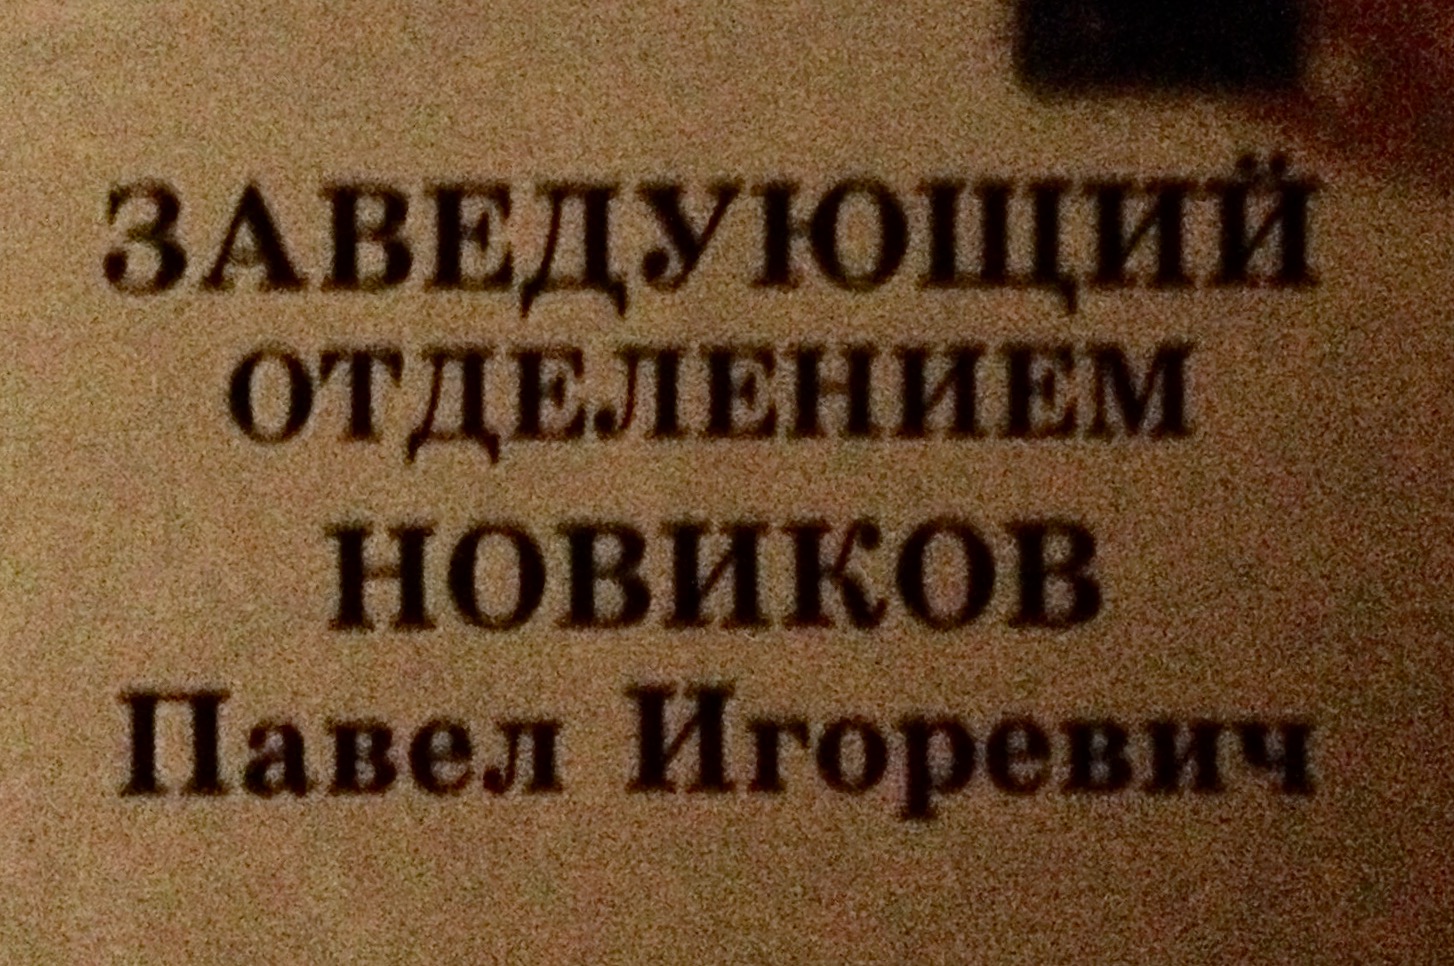 ЗАВЕДУЮЩИЙ
ОТДЕЛЕНИЕМ
НОВИКОВ
Павел Игоревич